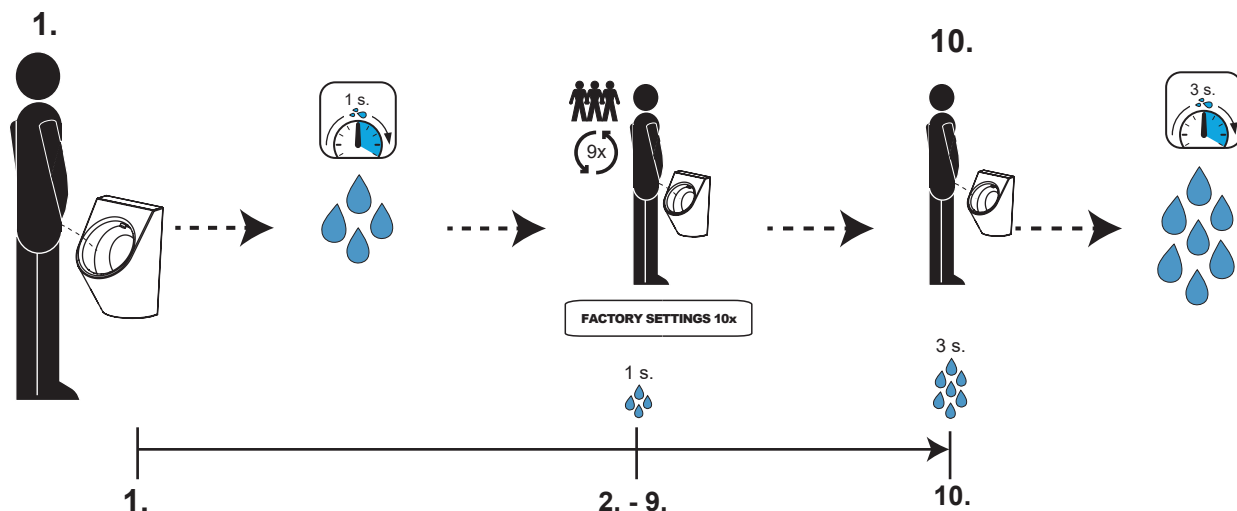 1.
10.
1 s.
9x
3 s.
FACTORY SETTINGS 10x
1 s.
3 s.
1.
2. - 9.
10.